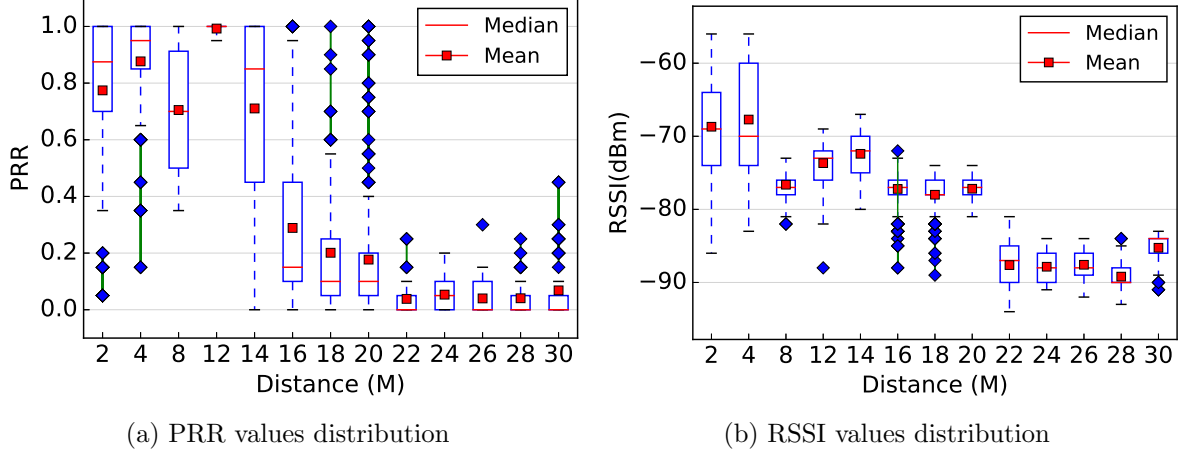 1.0
0.8
0.6
0.4
0.2
0.0
PRR
Median
Mean
2 4 8 12 14 16 18 20 22 24 26 28 30
Distance (M)
(a) PRR values distribution
−60
−70
−80
−90
RSSI(dBm)
Median
Mean
2 4 8 12 14 16 18 20 22 24 26 28 30
Distance (M)
(b) RSSI values distribution